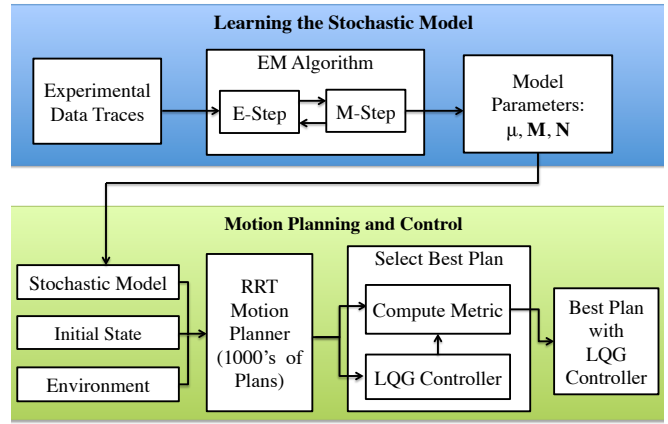 Learning the Stochastic Model
Experimental
Data Traces
EM Algorithm
E-Step
M-Step
Model
Parameters:
μ, M, N
Motion Planning and Control
Stochastic Model
Initial State
Environment
RRT
Motion
Planner
(1000's of
Plans)
Select Best Plan
Compute Metric
LQG Controller
Best Plan
with
LQG
Controller